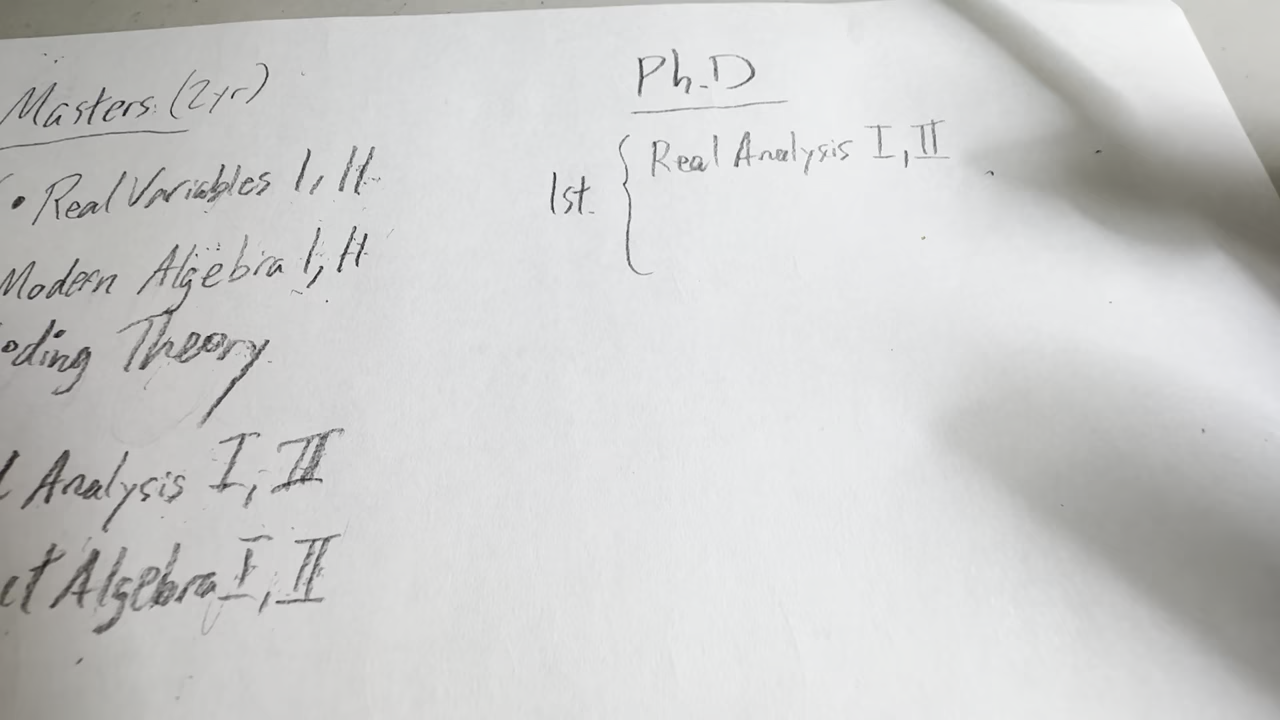 Masters (2yr)
• Real Variables I, II
Modern Algebra I, II
oding Theory
l Analysis I, II
ct Algebra I, II
Ph.D
1st. { Real Analysis I, II